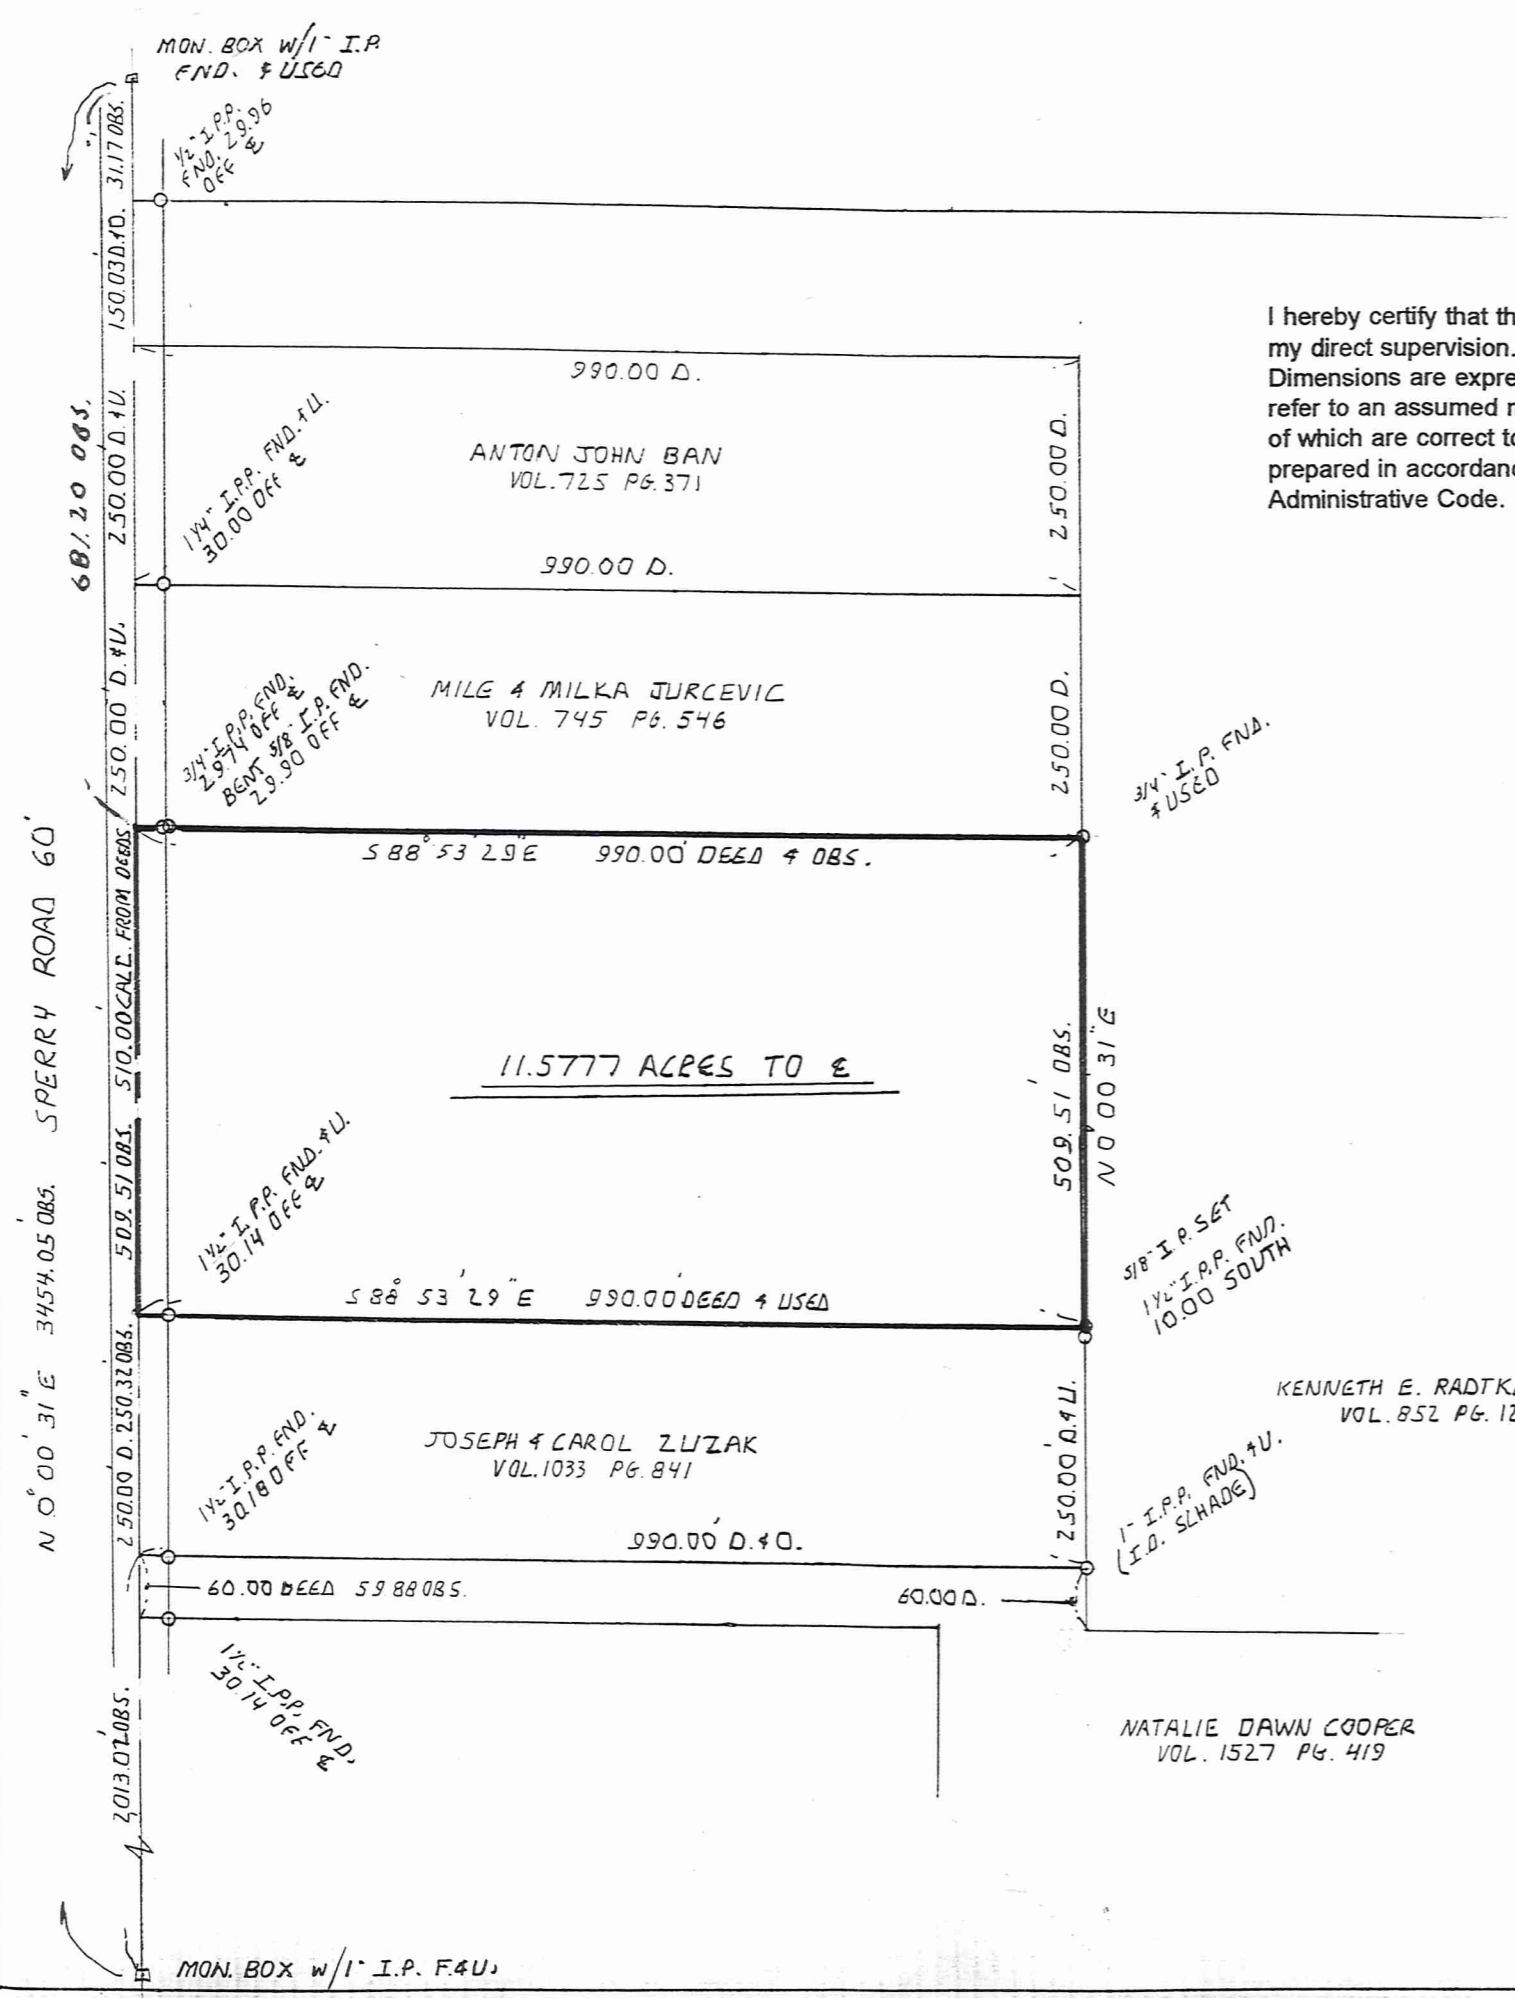 MON. BOX W/1" I.P.
FND. & USED
31.17 OBS.
1/2" I.P.P.
FND. 29.96
OFF ℄
150.03 D.&O.
990.00 D.
I hereby certify that th
my direct supervision.
Dimensions are expre
refer to an assumed n
of which are correct to
prepared in accordanc
Administrative Code.
681.20 OBS.
250.00' D.&U.
1 1/4" I.P.P. FND. & U.
30.00 OFF ℄
ANTON JOHN BAN
VOL. 725 PG. 371
250.00 D.
990.00 D.
250.00' D.&U.
3/4" I.P.P. FND.
29.74 OFF ℄
BENT 5/8" I.P. FND.
29.90 OFF ℄
MILE & MILKA JURCEVIC
VOL. 745 PG. 546
250.00 D.
3/4" I.P. FND.
& USED
S 88° 53' 29" E 990.00' DEED & OBS.
SPERRY ROAD 60'
510.00' CALC. FROM DEEDS
509.51' OBS.
11.5777 ACRES TO ℄
509.51' OBS.
N 0° 00' 31" E
1 1/2" I.P.P. FND. & U.
30.14 OFF ℄
5/8" I.P. SET
1 1/2" I.P.P. FND.
10.00 SOUTH
S 88° 53' 29" E 990.00' DEED & USED
N 0° 00' 31" E 3454.05' OBS.
250.00' D. 250.32' OBS.
1 1/2" I.P.P. FND.
30.18 OFF ℄
JOSEPH & CAROL ZUZAK
VOL. 1033 PG. 841
250.00' D.&U.
KENNETH E. RADTK
VOL. 852 PG. 12
1" I.P.P. FND. & U.
(I.D. SCHADE)
990.00' D.&O.
60.00 DEED 59.88 OBS.
60.00 D.
1 1/2" I.P.P. FND.
30.14 OFF ℄
2013.02' OBS.
NATALIE DAWN COOPER
VOL. 1527 PG. 419
MON. BOX W/1" I.P. F.&U.